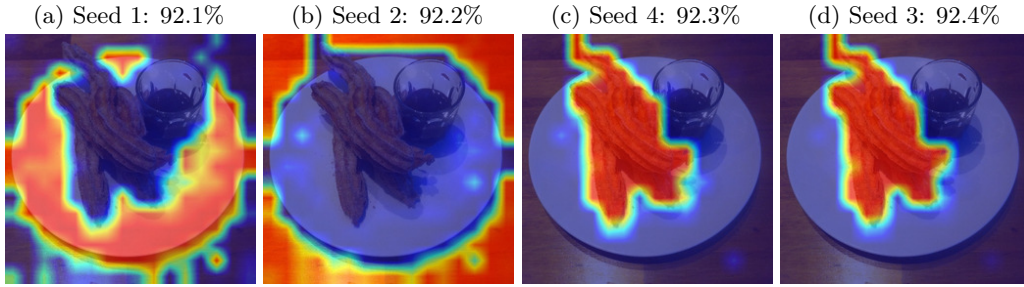 (a) Seed 1: 92.1%
(b) Seed 2: 92.2%
(c) Seed 4: 92.3%
(d) Seed 3: 92.4%